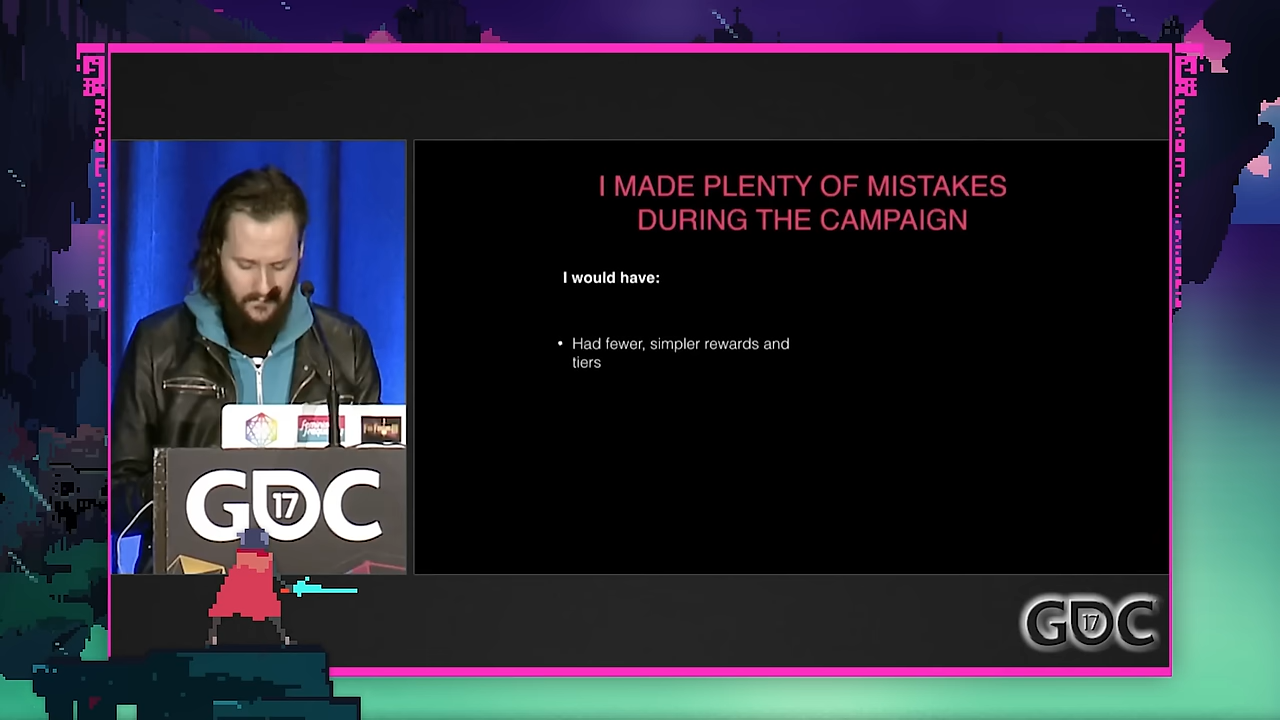 I MADE PLENTY OF MISTAKES
DURING THE CAMPAIGN
I would have:
• Had fewer, simpler rewards and
tiers
GDC
17
GDC
17